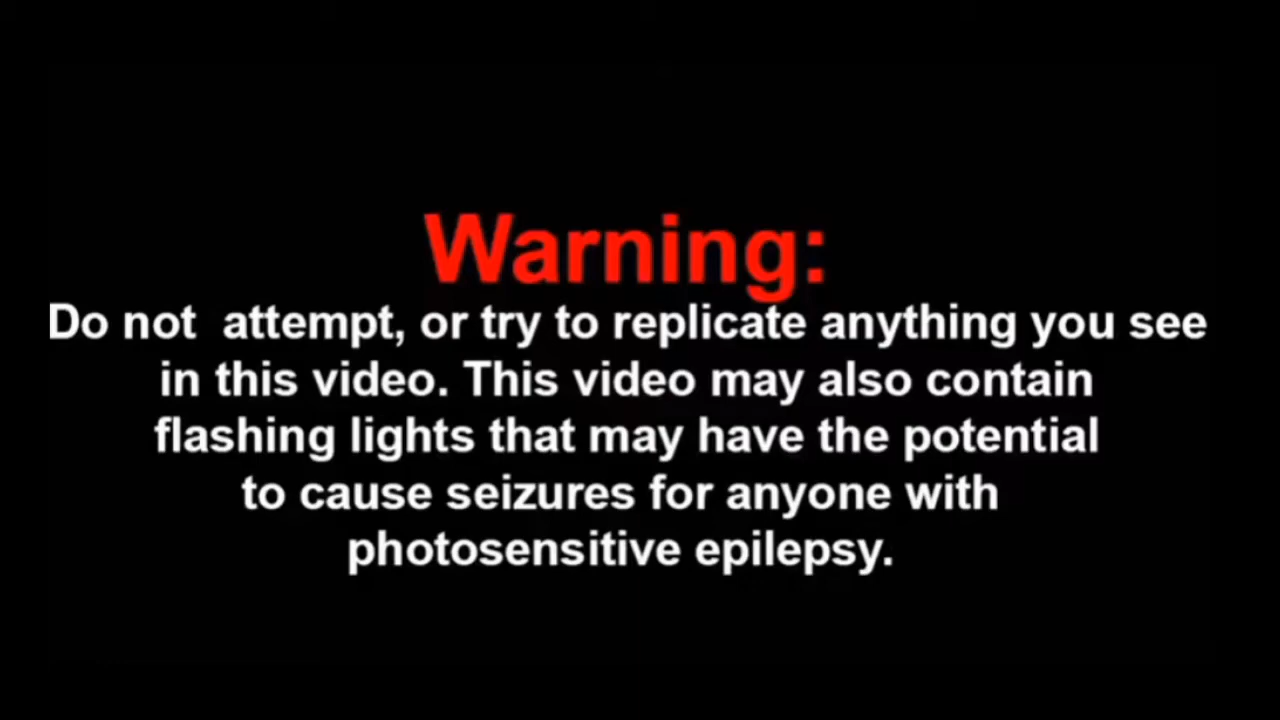 Warning:
Do not  attempt, or try to replicate anything you see
in this video. This video may also contain
flashing lights that may have the potential
to cause seizures for anyone with
photosensitive epilepsy.